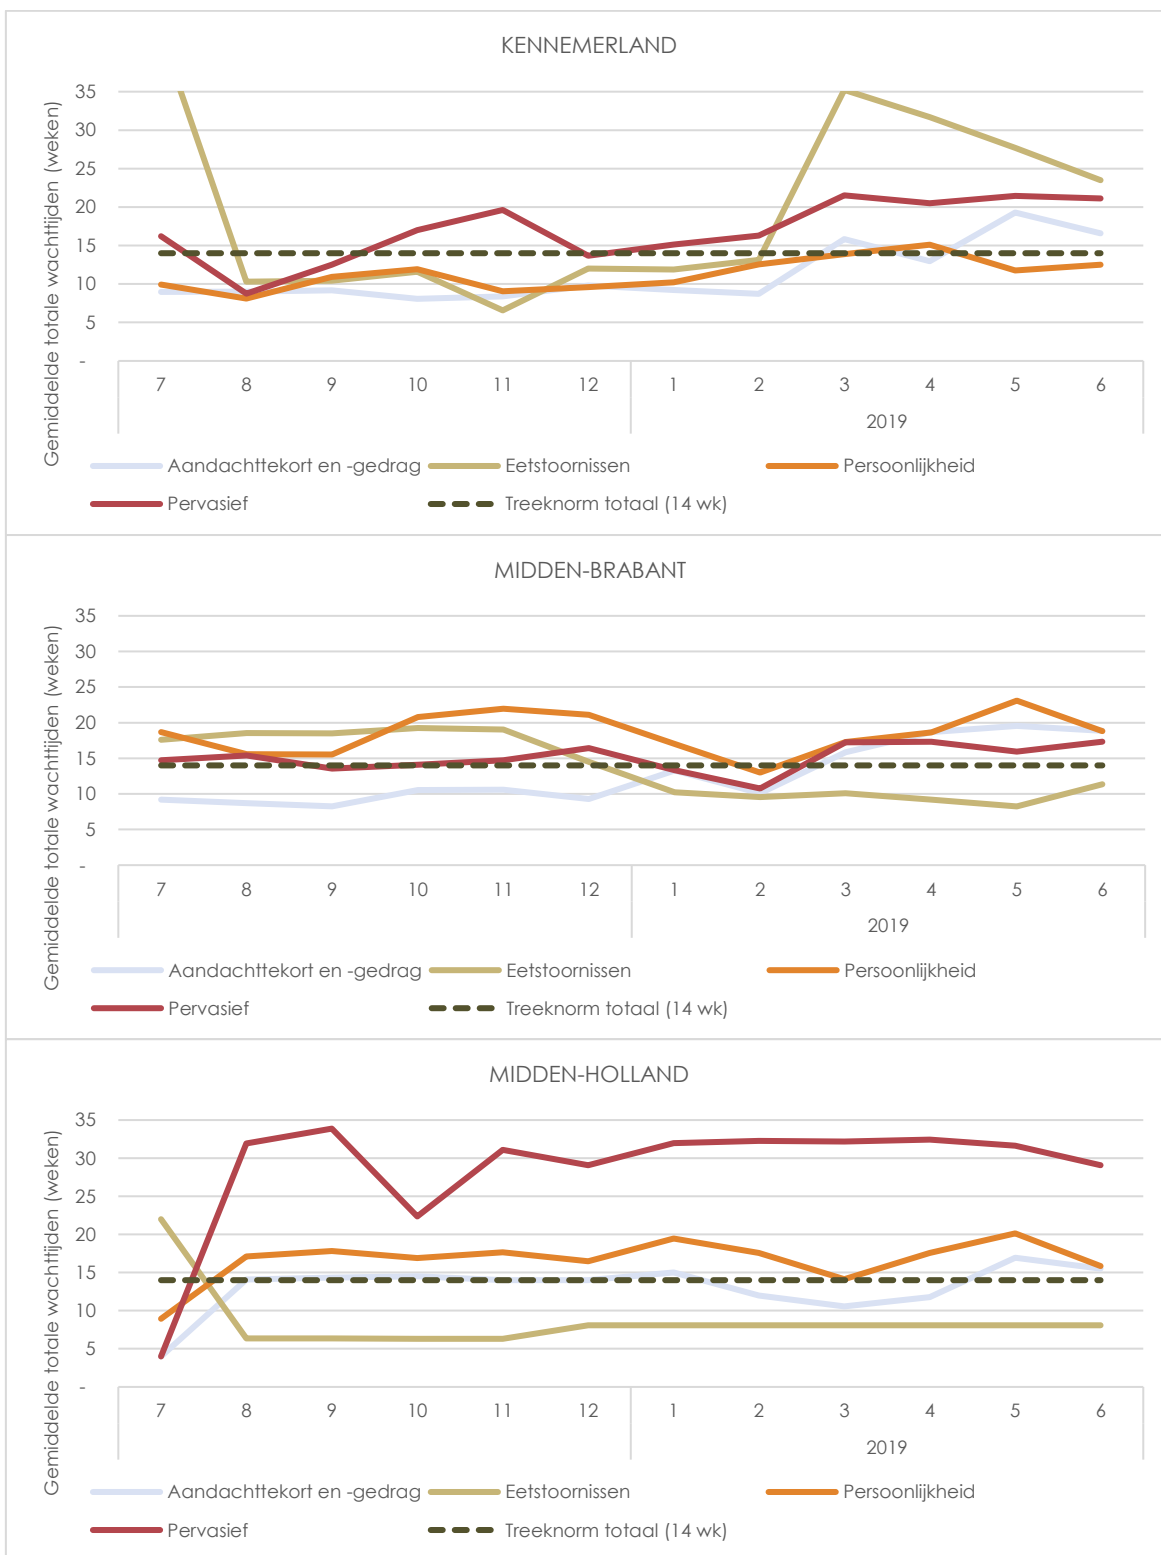 KENNEMERLAND
Gemiddelde totale wachttijden (weken)
35
30
25
20
15
10
5
-
7 8 9 10 11 12 1 2 3 4 5 6
2019
Aandachttekort en -gedrag Eetstoornissen Persoonlijkheid
Pervasief Treeknorm totaal (14 wk)
MIDDEN-BRABANT
Gemiddelde totale wachttijden (weken)
35
30
25
20
15
10
5
-
7 8 9 10 11 12 1 2 3 4 5 6
2019
Aandachttekort en -gedrag Eetstoornissen Persoonlijkheid
Pervasief Treeknorm totaal (14 wk)
MIDDEN-HOLLAND
Gemiddelde totale wachttijden (weken)
35
30
25
20
15
10
5
-
7 8 9 10 11 12 1 2 3 4 5 6
2019
Aandachttekort en -gedrag Eetstoornissen Persoonlijkheid
Pervasief Treeknorm totaal (14 wk)